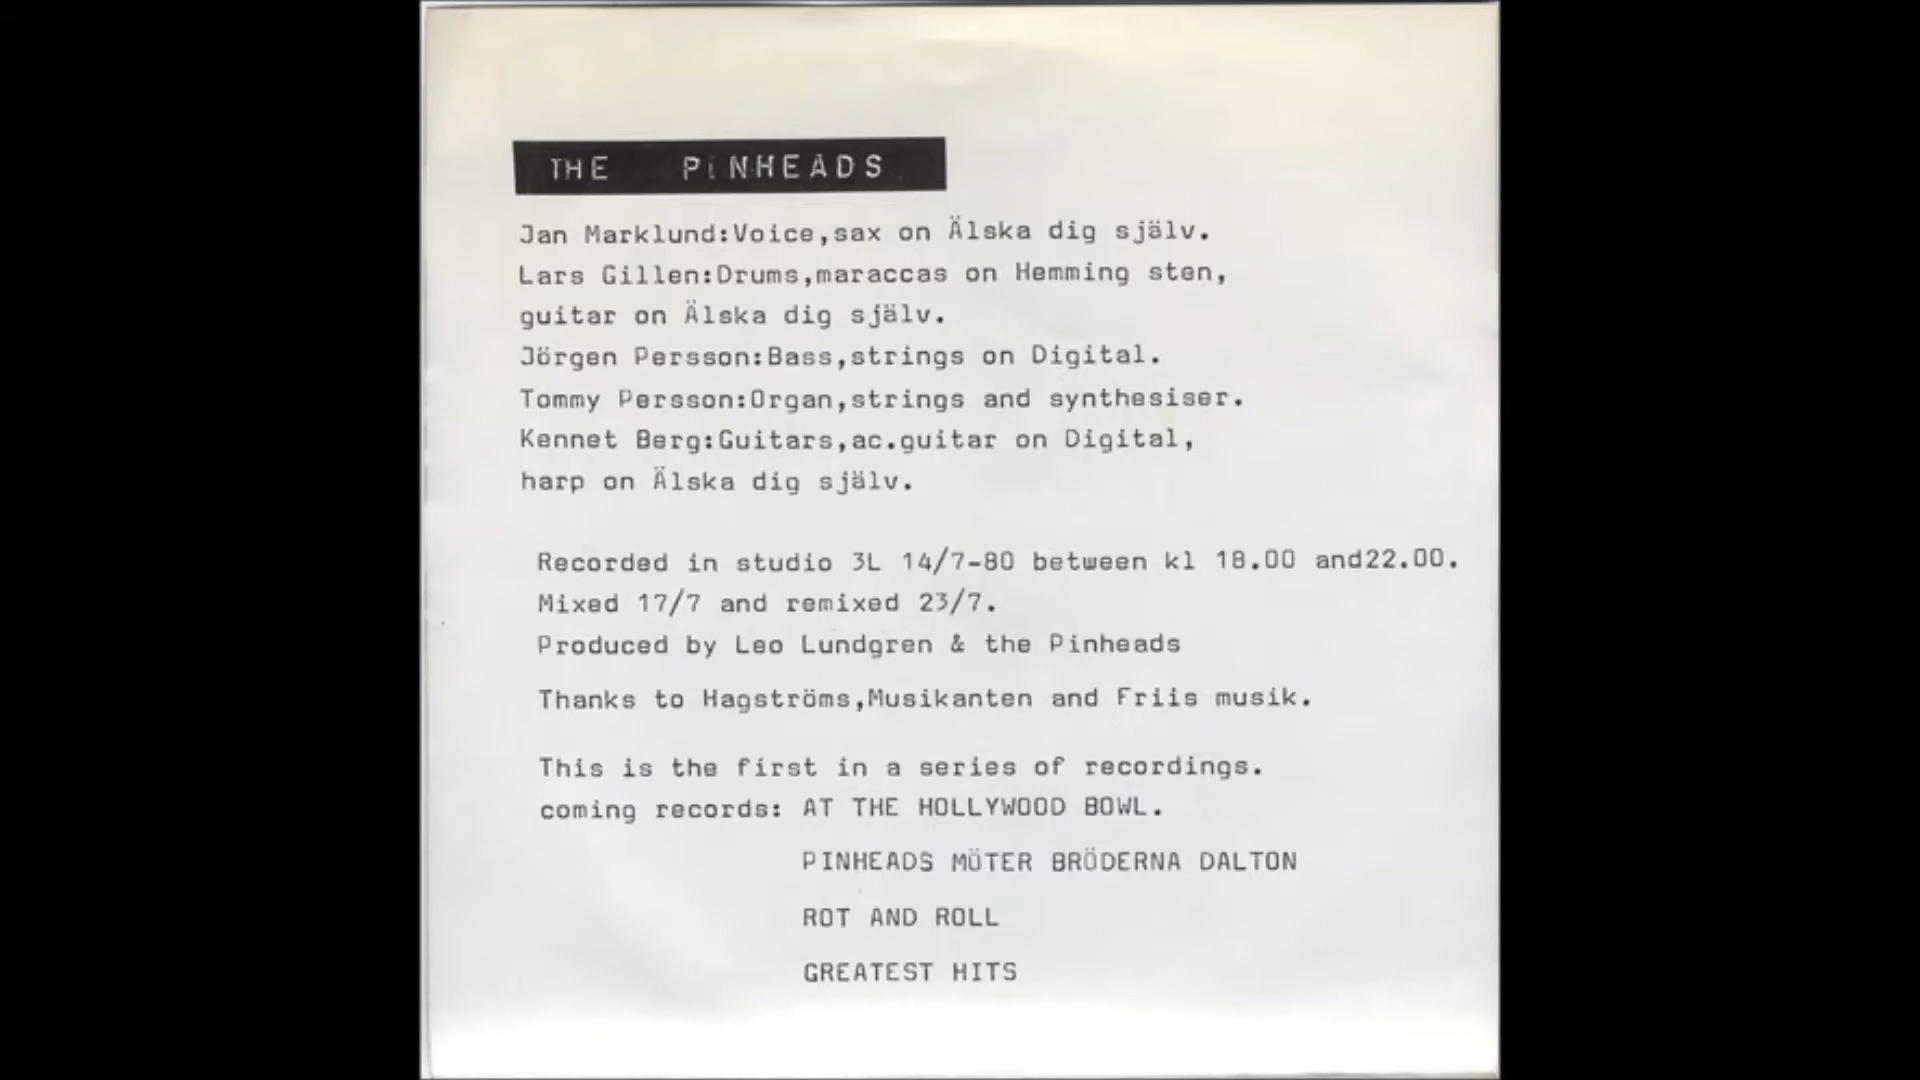 THE PiNHEADS
Jan Marklund:Voice,sax on Älska dig själv.
Lars Gillen:Drums,maraccas on Hemming sten,
guitar on Älska dig själv.
Jörgen Persson:Bass,strings on Digital.
Tommy Persson:Organ,strings and synthesiser.
Kennet Berg:Guitars,ac.guitar on Digital,
harp on Älska dig själv.
Recorded in studio 3L 14/7-80 between kl 18.00 and22.00.
Mixed 17/7 and remixed 23/7.
Produced by Leo Lundgren & the Pinheads
Thanks to Hagströms,Musikanten and Friis musik.
This is the first in a series of recordings.
coming records: AT THE HOLLYWOOD BOWL.
PINHEADS MÖTER BRÖDERNA DALTON
ROT AND ROLL
GREATEST HITS